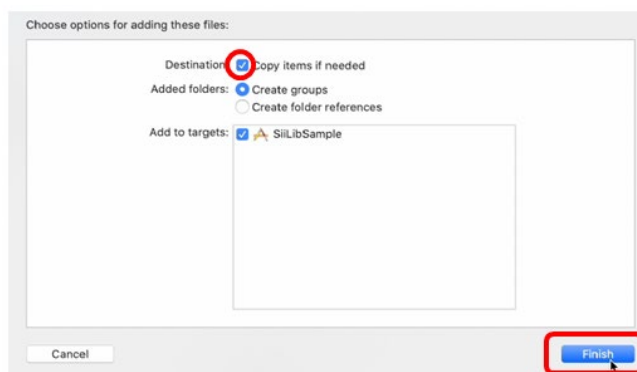 Choose options for adding these files:
Destination: Copy items if needed
Added folders: Create groups
Create folder references
Add to targets: SiiLibSample
Cancel Finish